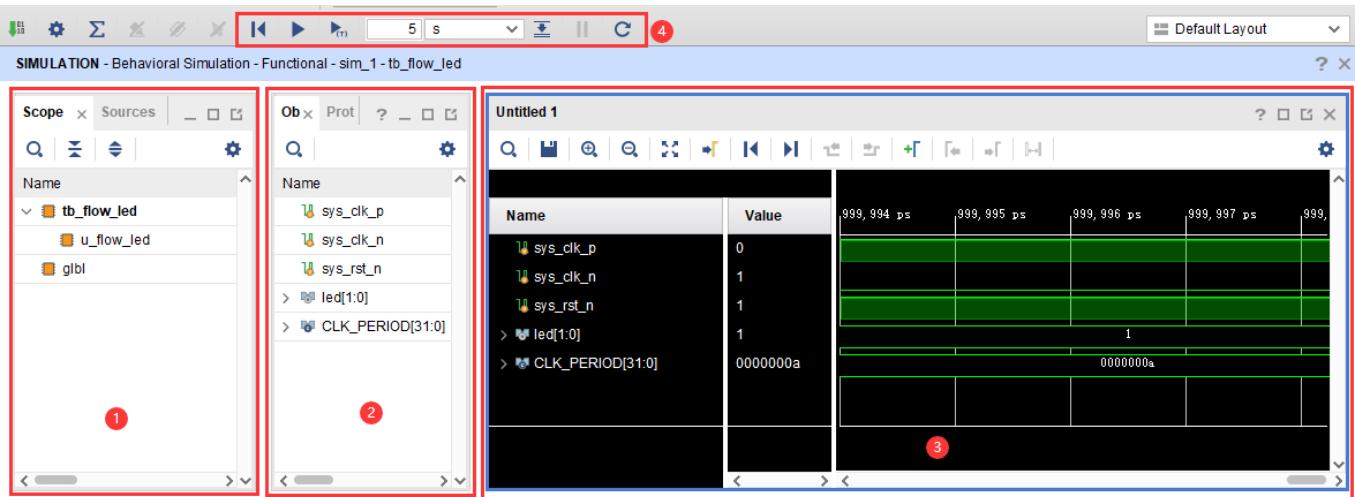 5 s
4
Default Layout
SIMULATION - Behavioral Simulation - Functional - sim_1 - tb_flow_led
? ×
Scope × Sources
Name
tb_flow_led
u_flow_led
glbl
1
Ob × Prot ?
Name
sys_clk_p
sys_clk_n
sys_rst_n
led[1:0]
CLK_PERIOD[31:0]
2
Untitled 1
Name Value
999,994 ps 999,995 ps 999,996 ps 999,997 ps 999,
sys_clk_p 0
sys_clk_n 1
sys_rst_n 1
led[1:0] 1 1
CLK_PERIOD[31:0] 0000000a 0000000a
3